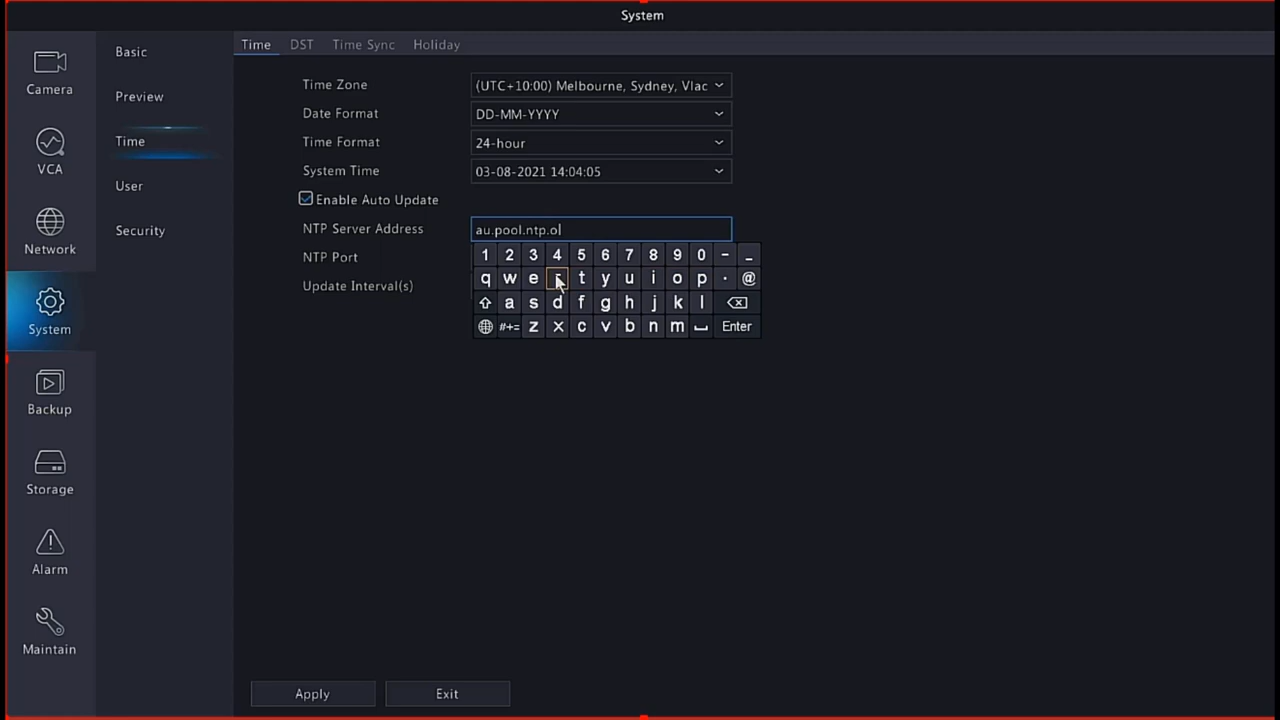 System
Camera
VCA
Network
System
Backup
Storage
Alarm
Maintain
Basic
Preview
Time
User
Security
Time DST Time Sync Holiday
Time Zone (UTC+10:00) Melbourne, Sydney, Vlac
Date Format DD-MM-YYYY
Time Format 24-hour
System Time 03-08-2021 14:04:05
Enable Auto Update
NTP Server Address au.pool.ntp.o
NTP Port
Update Interval(s)
1 2 3 4 5 6 7 8 9 0 - _
q w e r t y u i o p . @
a s d f g h j k l
#+= z x c v b n m Enter
Apply Exit